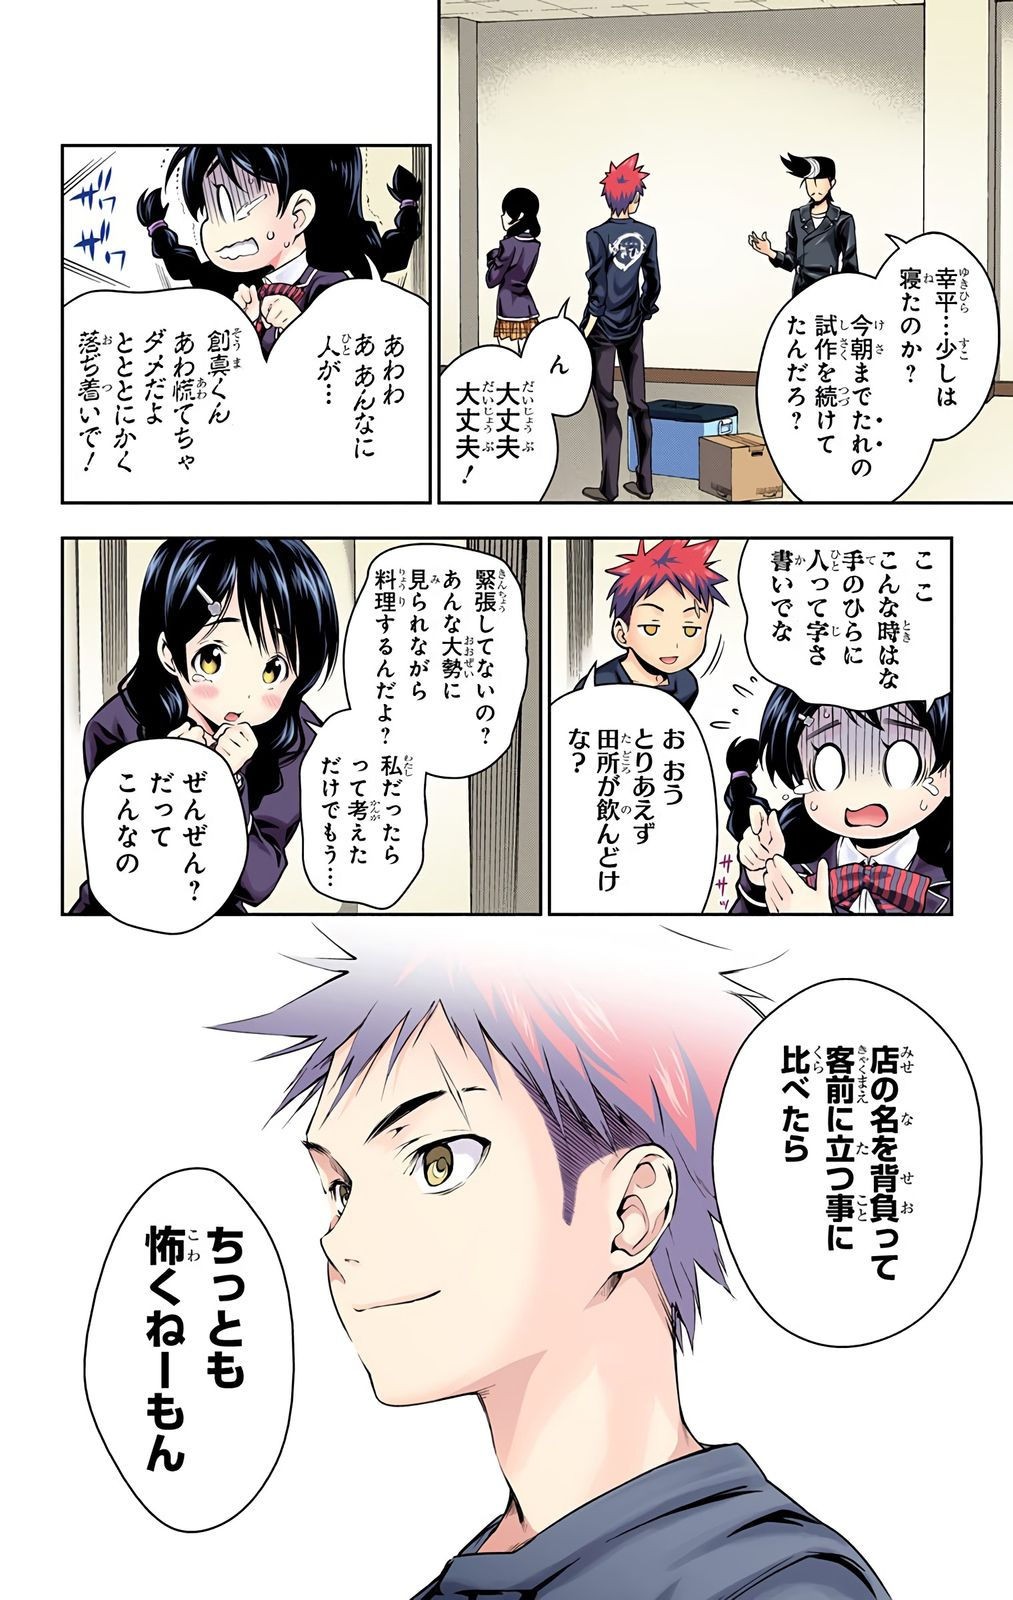 幸平…少しは
寝たのか？
今朝までたれの
試作を続けて
たんだろ？
ん
大丈夫
大丈夫！
あわわ
あ あんなに
人が…
創真くん
あわ慌てちゃ
ダメだよ
とととにかく
落ぢ着いで！
ザワ
ザワ
ここ
こんな時はな
手のひらに
人って字さ
書いでな
サササッ
お おう
とりあえず
田所が飲んどけ
な？
緊張してないの？
あんな大勢に
見られながら
料理するんだよ？
私だったら
って考えた
だけでもう…
ぜんぜん？
だって
こんなの
店の名を背負って
客前に立つ事に
比べたら
ちっとも
怖くねーもん